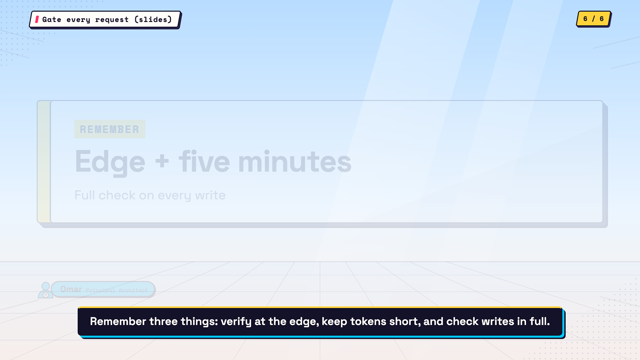 Gate every request (slides)
6 / 6
REMEMBER
Edge + five minutes
Full check on every write
Omar
Remember three things: verify at the edge, keep tokens short, and check writes in full.